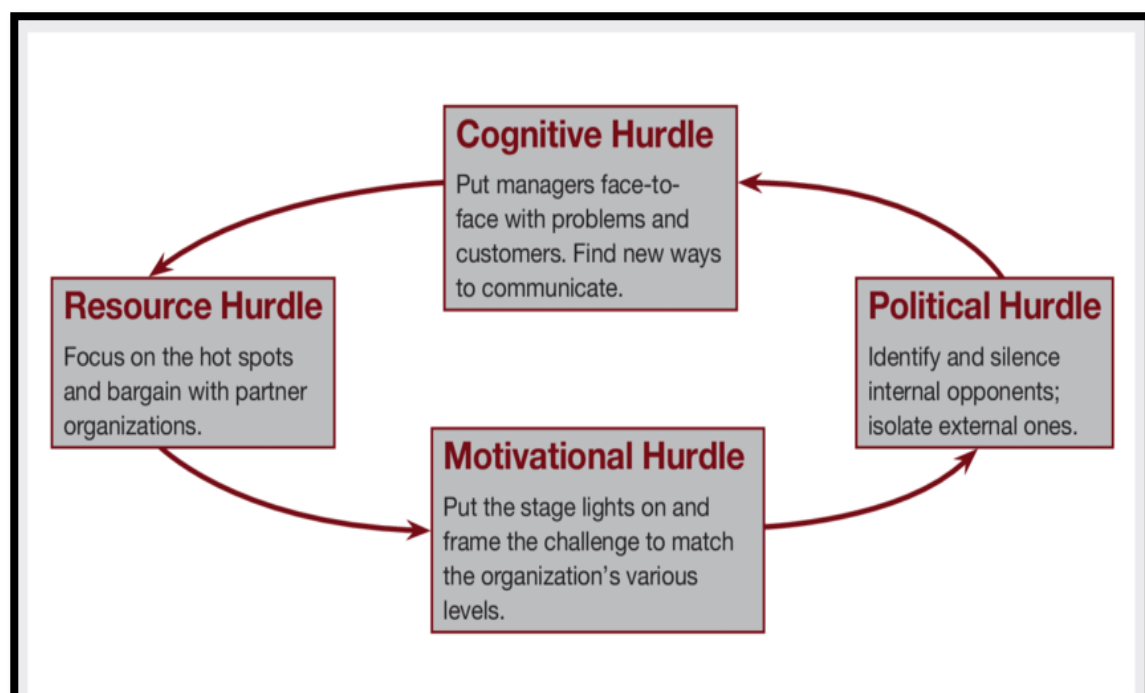 Cognitive Hurdle
Put managers face-to-
face with problems and
customers. Find new ways
to communicate.
Resource Hurdle
Focus on the hot spots
and bargain with partner
organizations.
Motivational Hurdle
Put the stage lights on and
frame the challenge to match
the organization’s various
levels.
Political Hurdle
Identify and silence
internal opponents;
isolate external ones.